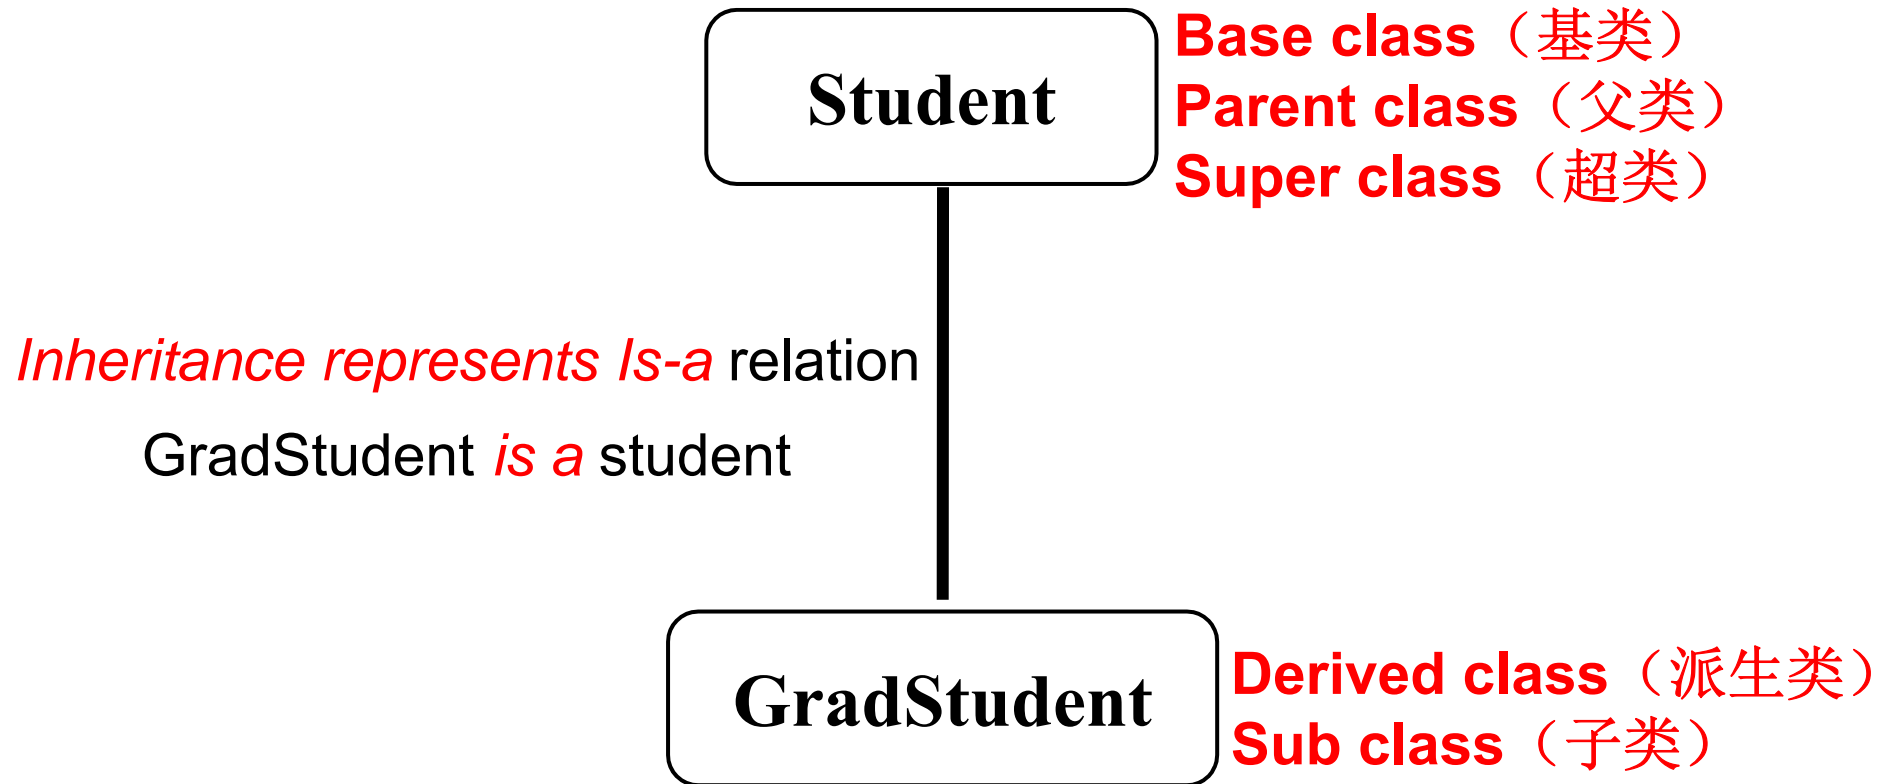 Student
Base class（基类）
Parent class（父类）
Super class（超类）
Inheritance represents Is-a relation
GradStudent is a student
GradStudent
Derived class（派生类）
Sub class（子类）